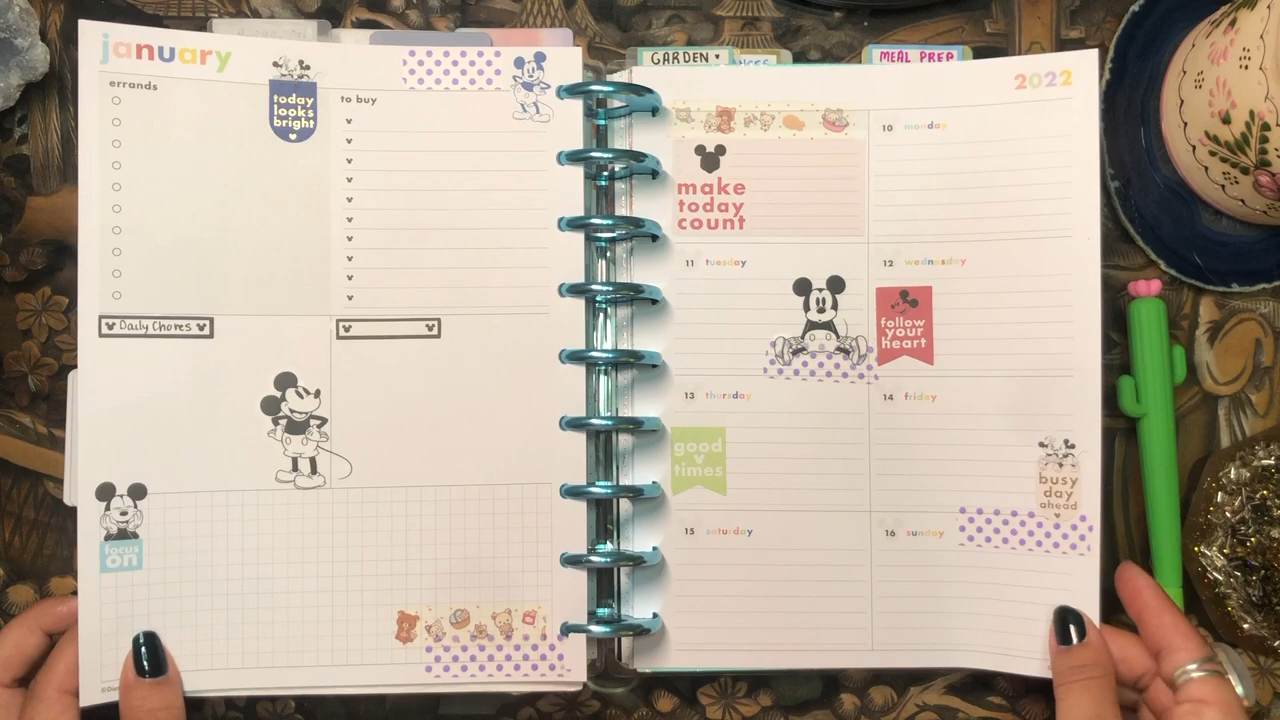 january
errands
today
looks
bright
to buy
Daily Chores
focus
on
©Dis
GARDEN ♥
MEAL PREP
2022
make
today
count
10 monday
11 tuesday
12 wednesday
follow
your
heart
13 thursday
14 friday
good
times
busy
day
ahead
15 saturday
16 sunday